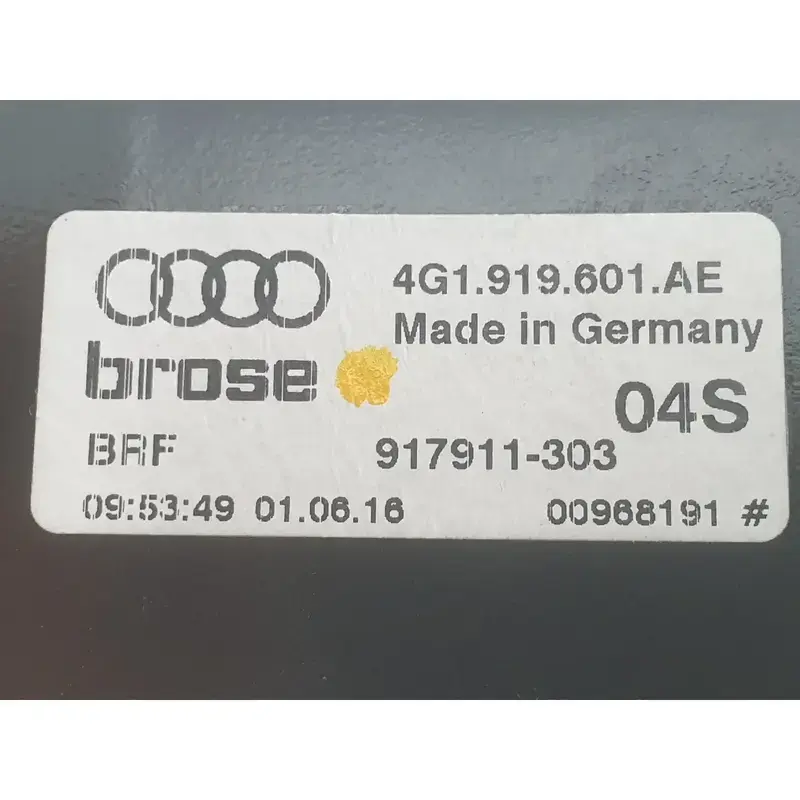 4G1.919.601.AE
Made in Germany
brose
04S
BRF 917911-303
09:53:49 01.06.16 00968191 #